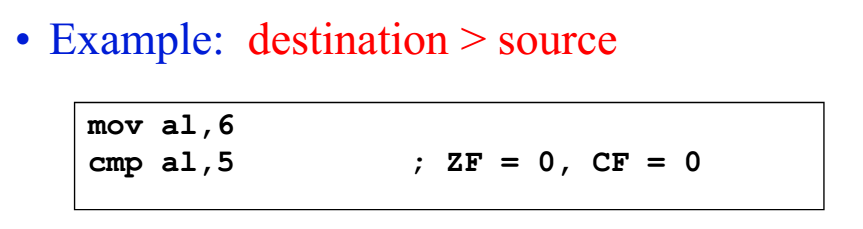 • Example: destination > source
mov al,6
cmp al,5 ; ZF = 0, CF = 0